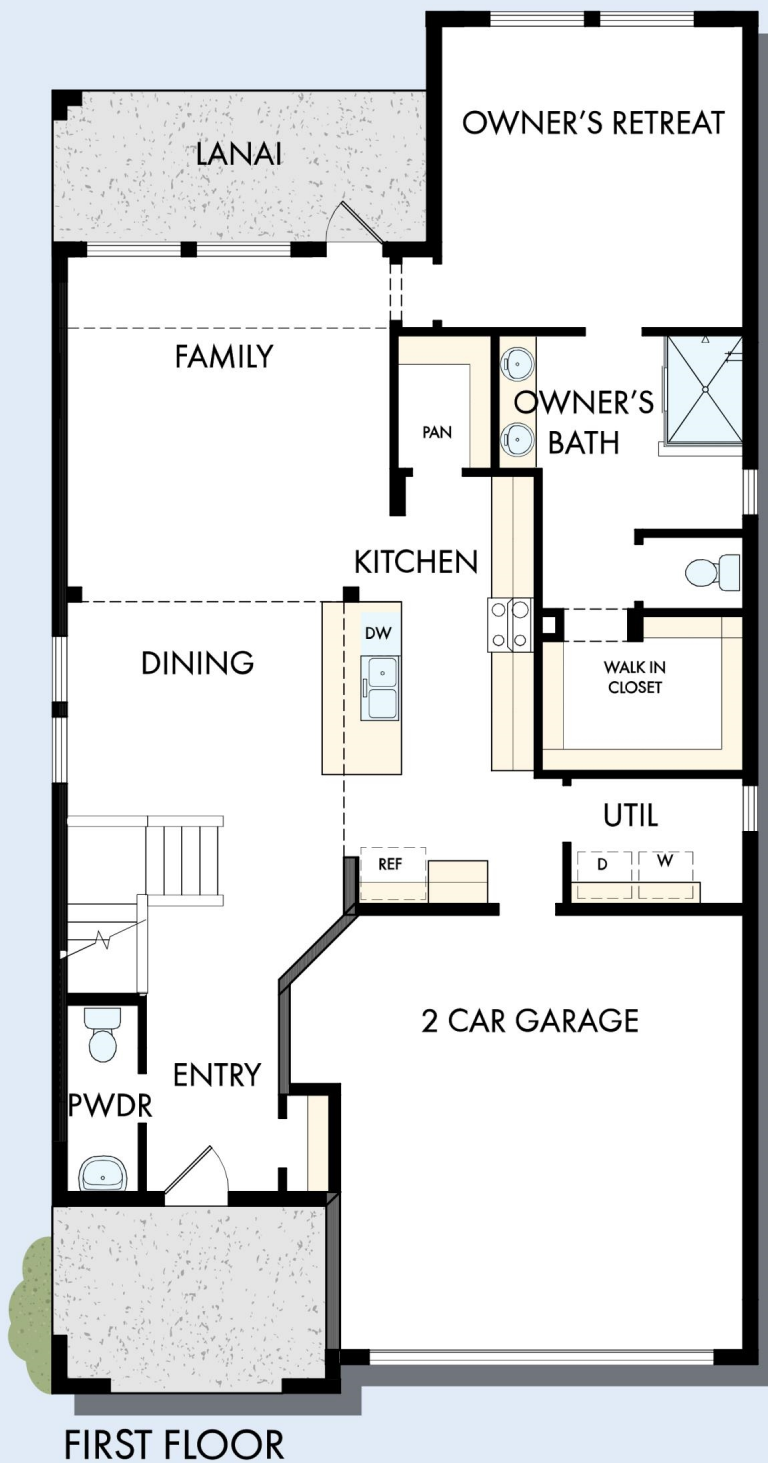 OWNER’S RETREAT
LANAI
FAMILY
OWNER’S
BATH
PAN
KITCHEN
DW
DINING
WALK IN
CLOSET
UTIL
REF
D
W
2 CAR GARAGE
ENTRY
PWDR
FIRST FLOOR